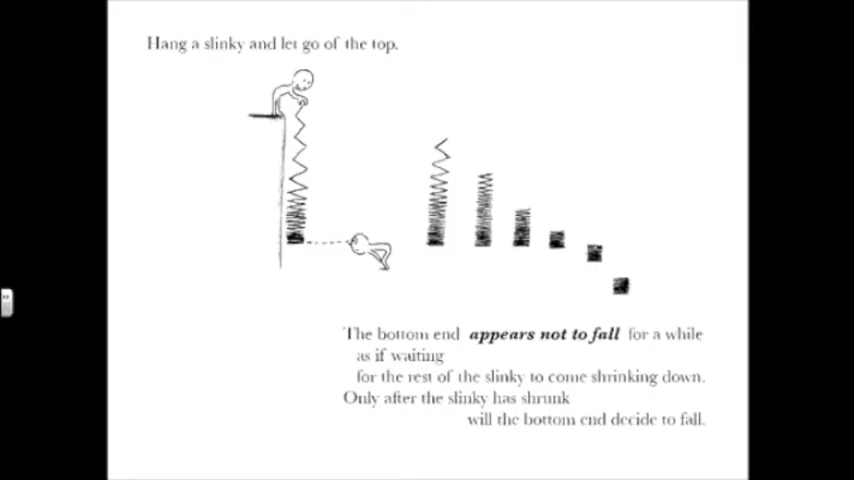 Hang a slinky and let go of the top.
The bottom end appears not to fall for a while
as if waiting
for the rest of the slinky to come shrinking down.
Only after the slinky has shrunk
will the bottom end decide to fall.